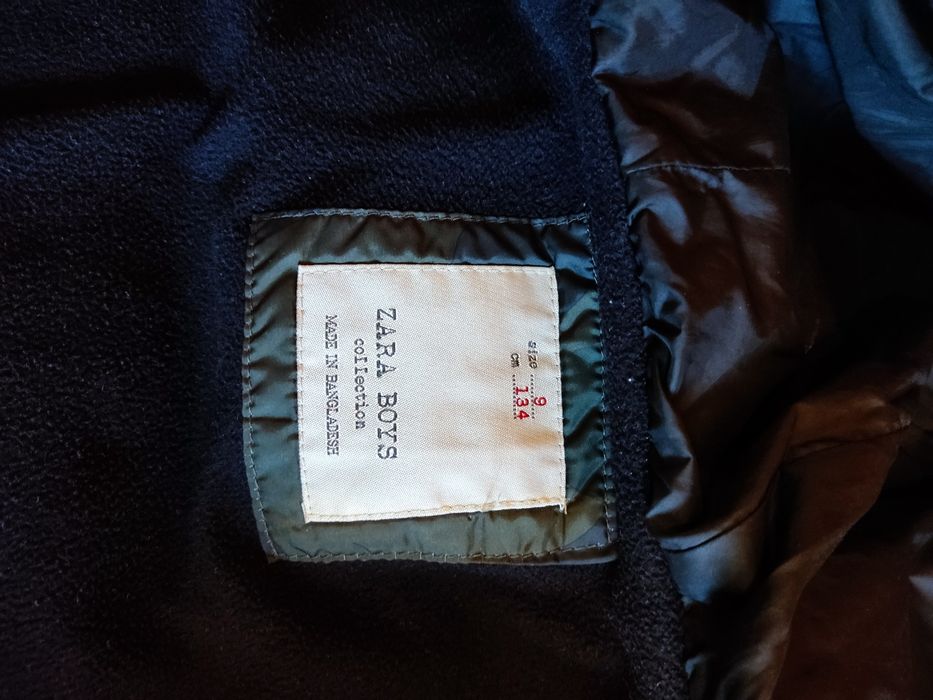 size 9
cm 134
ZARA BOYS
collection
MADE IN BANGLADESH